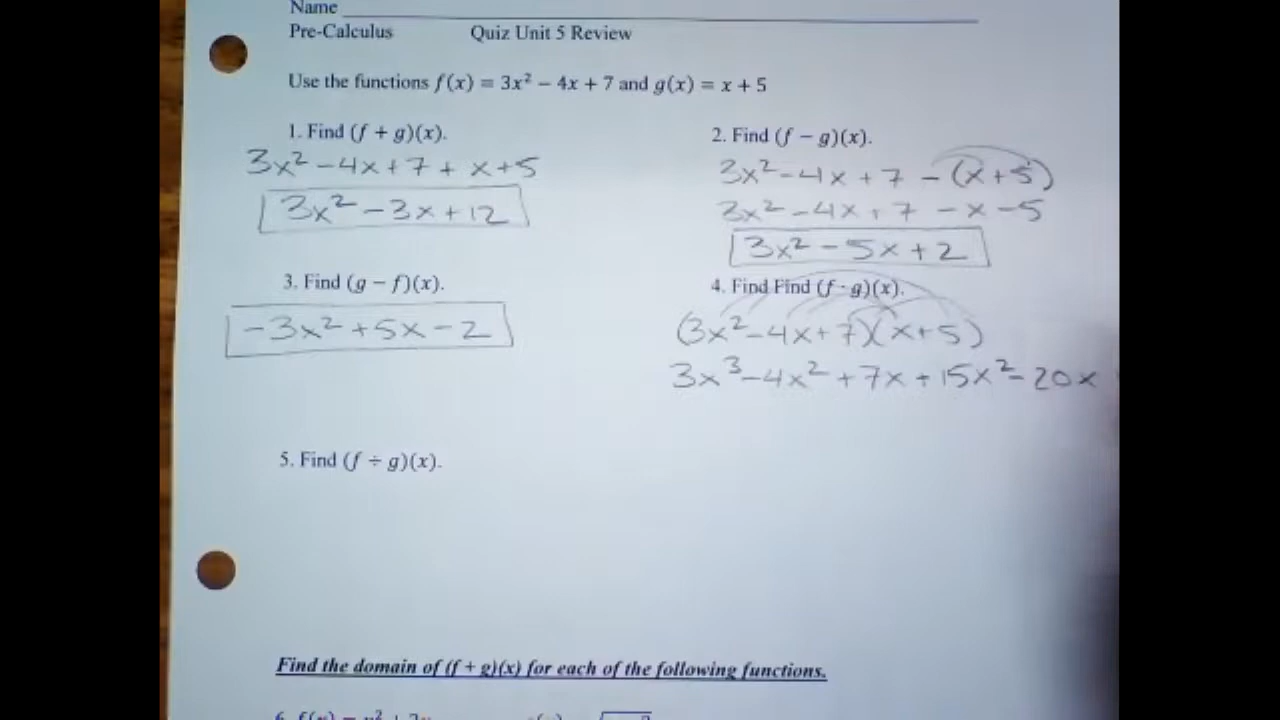 Name
Pre-Calculus Quiz Unit 5 Review
Use the functions f(x) = 3x² − 4x + 7 and g(x) = x + 5
1. Find (f + g)(x).
3x² − 4x + 7 + x + 5
3x² − 3x + 12
2. Find (f − g)(x).
3x² − 4x + 7 − (x + 5)
3x² − 4x + 7 − x − 5
3x² − 5x + 2
3. Find (g − f)(x).
−3x² + 5x − 2
4. Find Find (f · g)(x).
(3x² − 4x + 7)(x + 5)
3x³ − 4x² + 7x + 15x² − 20x
5. Find (f ÷ g)(x).
Find the domain of (f + g)(x) for each of the following functions.